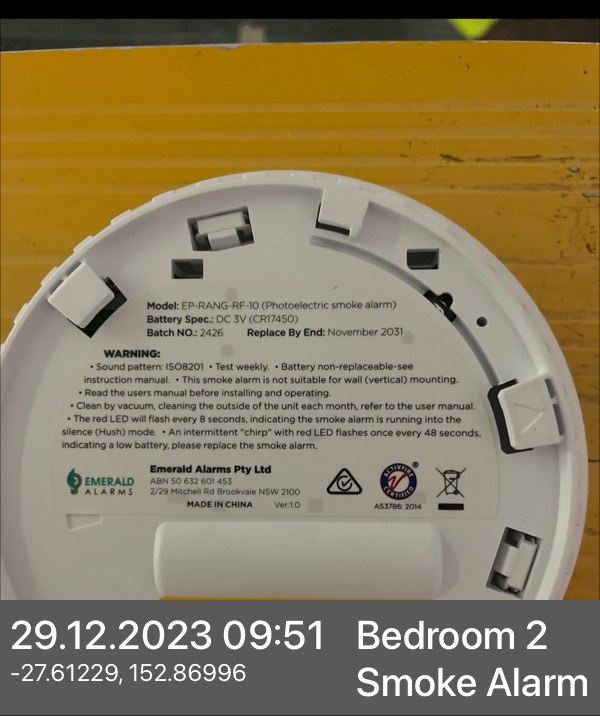 Model: EP-RANG-RF-10 (Photoelectric smoke alarm)
Battery Spec.: DC 3V (CR17450)
Batch NO.: 2426 Replace By End: November 2031
WARNING:
• Sound pattern: ISO8201 • Test weekly. • Battery non-replaceable-see
instruction manual. • This smoke alarm is not suitable for wall (vertical) mounting.
• Read the users manual before installing and operating.
• Clean by vacuum, cleaning the outside of the unit each month, refer to the user manual.
• The red LED will flash every 8 seconds, indicating the smoke alarm is running into the
silence (Hush) mode. • An intermittent "chirp" with red LED flashes once every 48 seconds,
indicating a low battery, please replace the smoke alarm.
EMERALD
ALARMS
Emerald Alarms Pty Ltd
ABN 50 632 601 453
2/29 Mitchell Rd Brookvale NSW 2100
MADE IN CHINA Ver:1.0
ACTIVFIRE
CERTIFIED
®
AS3786: 2014
29.12.2023 09:51
-27.61229, 152.86996
Bedroom 2
Smoke Alarm